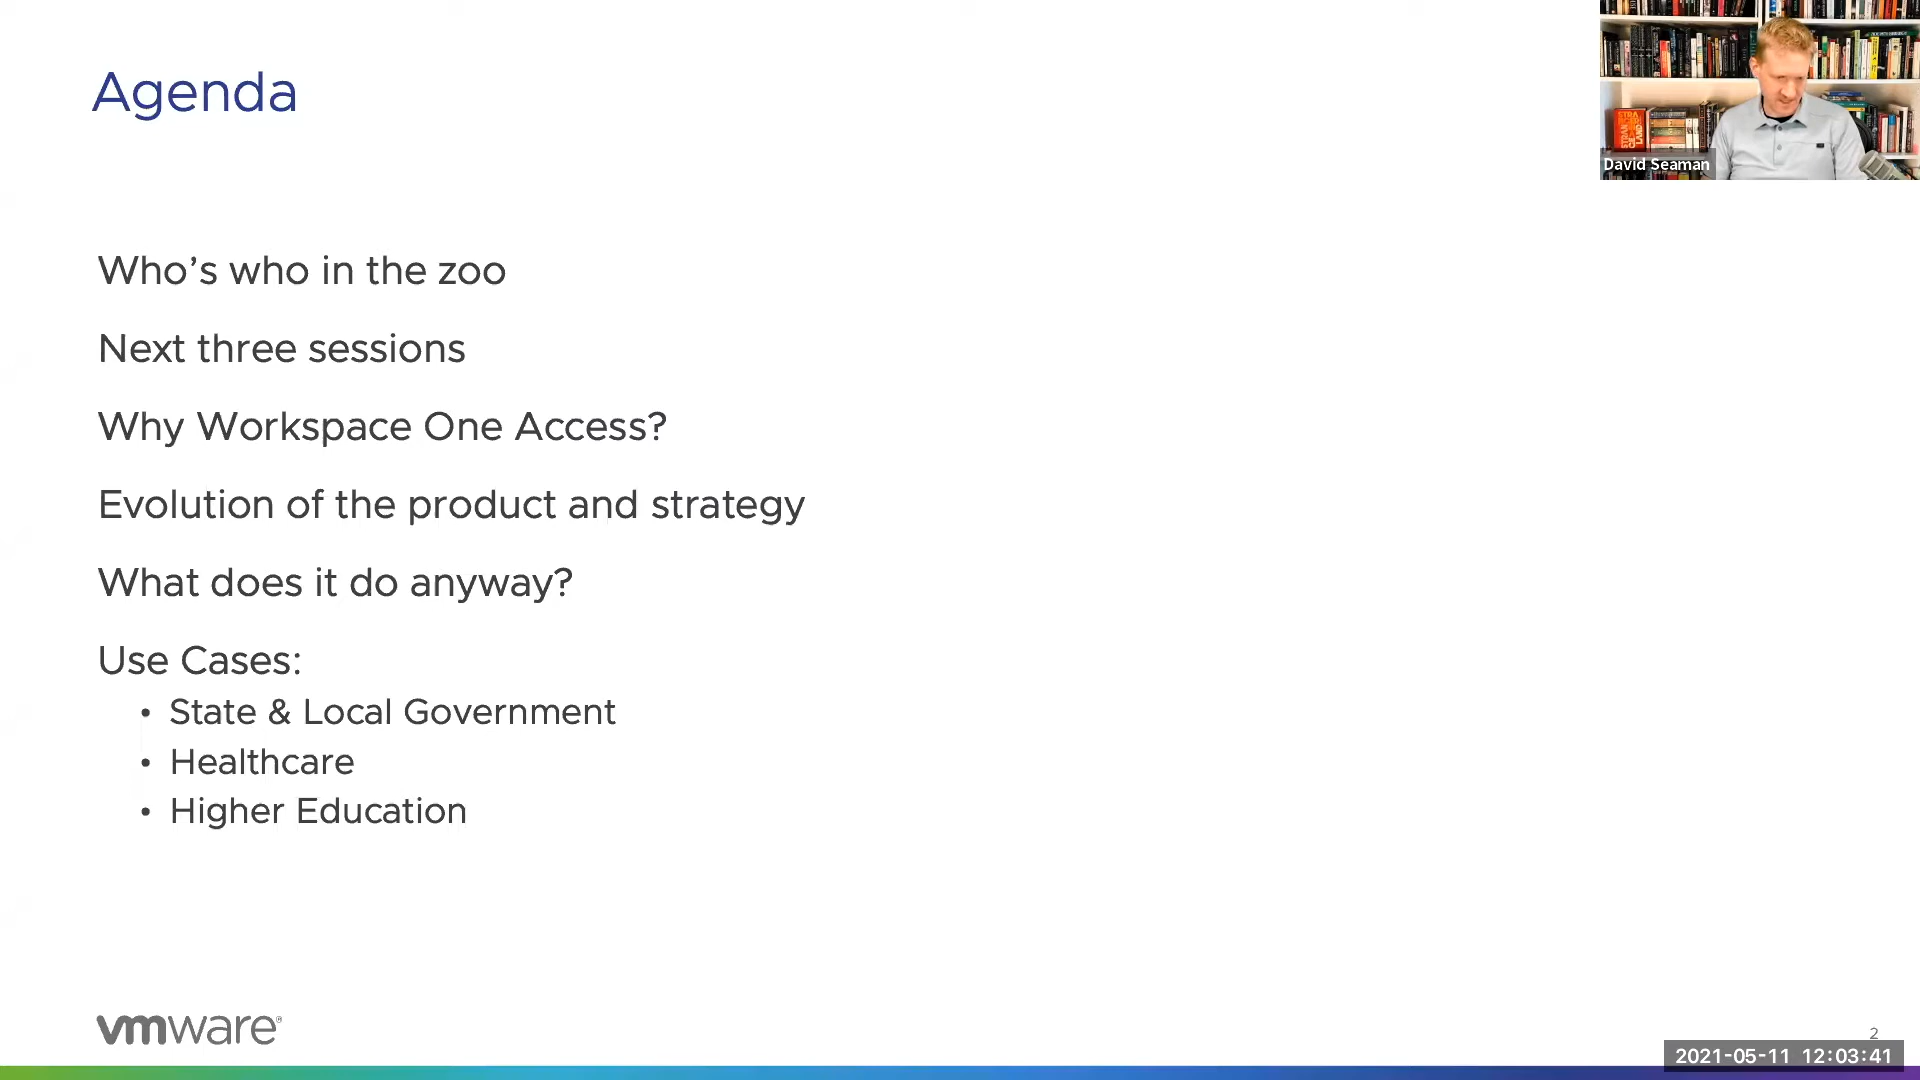 Agenda
David Seaman
Who’s who in the zoo
Next three sessions
Why Workspace One Access?
Evolution of the product and strategy
What does it do anyway?
Use Cases:
• State & Local Government
• Healthcare
• Higher Education
vmware®
2
2021-05-11 12:03:41